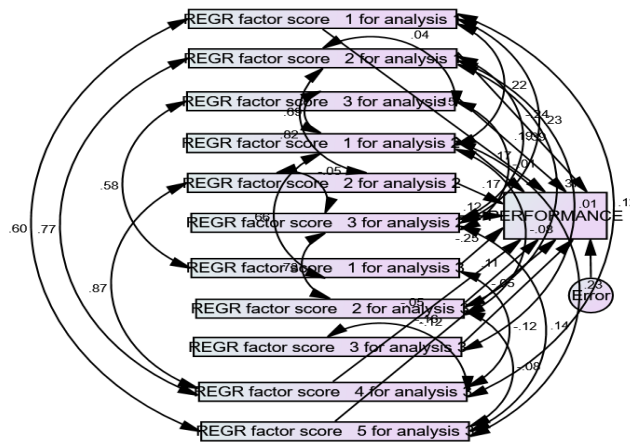 REGR factor score 1 for analysis 1
.04
REGR factor score 2 for analysis 1
.22
REGR factor score 3 for analysis
.15
-.24
.23
.69
.19
REGR factor score 1 for analysis 2
.82
.17
-.01
-.05
REGR factor score 2 for analysis 2
.17
.58
.01
.12
.66
REGR factor score 3 for analysis 2
PERFORMANCE
.60
.77
-.25
-.08
REGR factor score 1 for analysis 3
.11
.87
-.05
.23
Error
-.05
REGR factor score 2 for analysis 3
-.12
-.12
.14
REGR factor score 3 for analysis 3
-.08
REGR factor score 4 for analysis 3
REGR factor score 5 for analysis 3